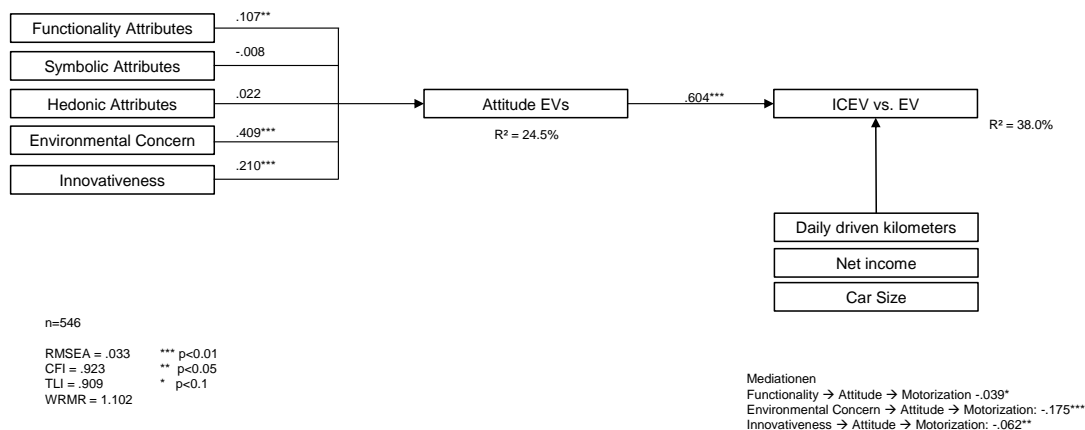 Functionality Attributes
.107**
Symbolic Attributes
-.008
Hedonic Attributes
.022
Environmental Concern
.409***
Innovativeness
.210***
Attitude EVs
R² = 24.5%
.604***
ICEV vs. EV
R² = 38.0%
Daily driven kilometers
Net income
Car Size
n=546
RMSEA = .033 *** p<0.01
CFI = .923 ** p<0.05
TLI = .909 * p<0.1
WRMR = 1.102
Mediationen
Functionality → Attitude → Motorization -.039*
Environmental Concern → Attitude → Motorization: -.175***
Innovativeness → Attitude → Motorization: -.062**